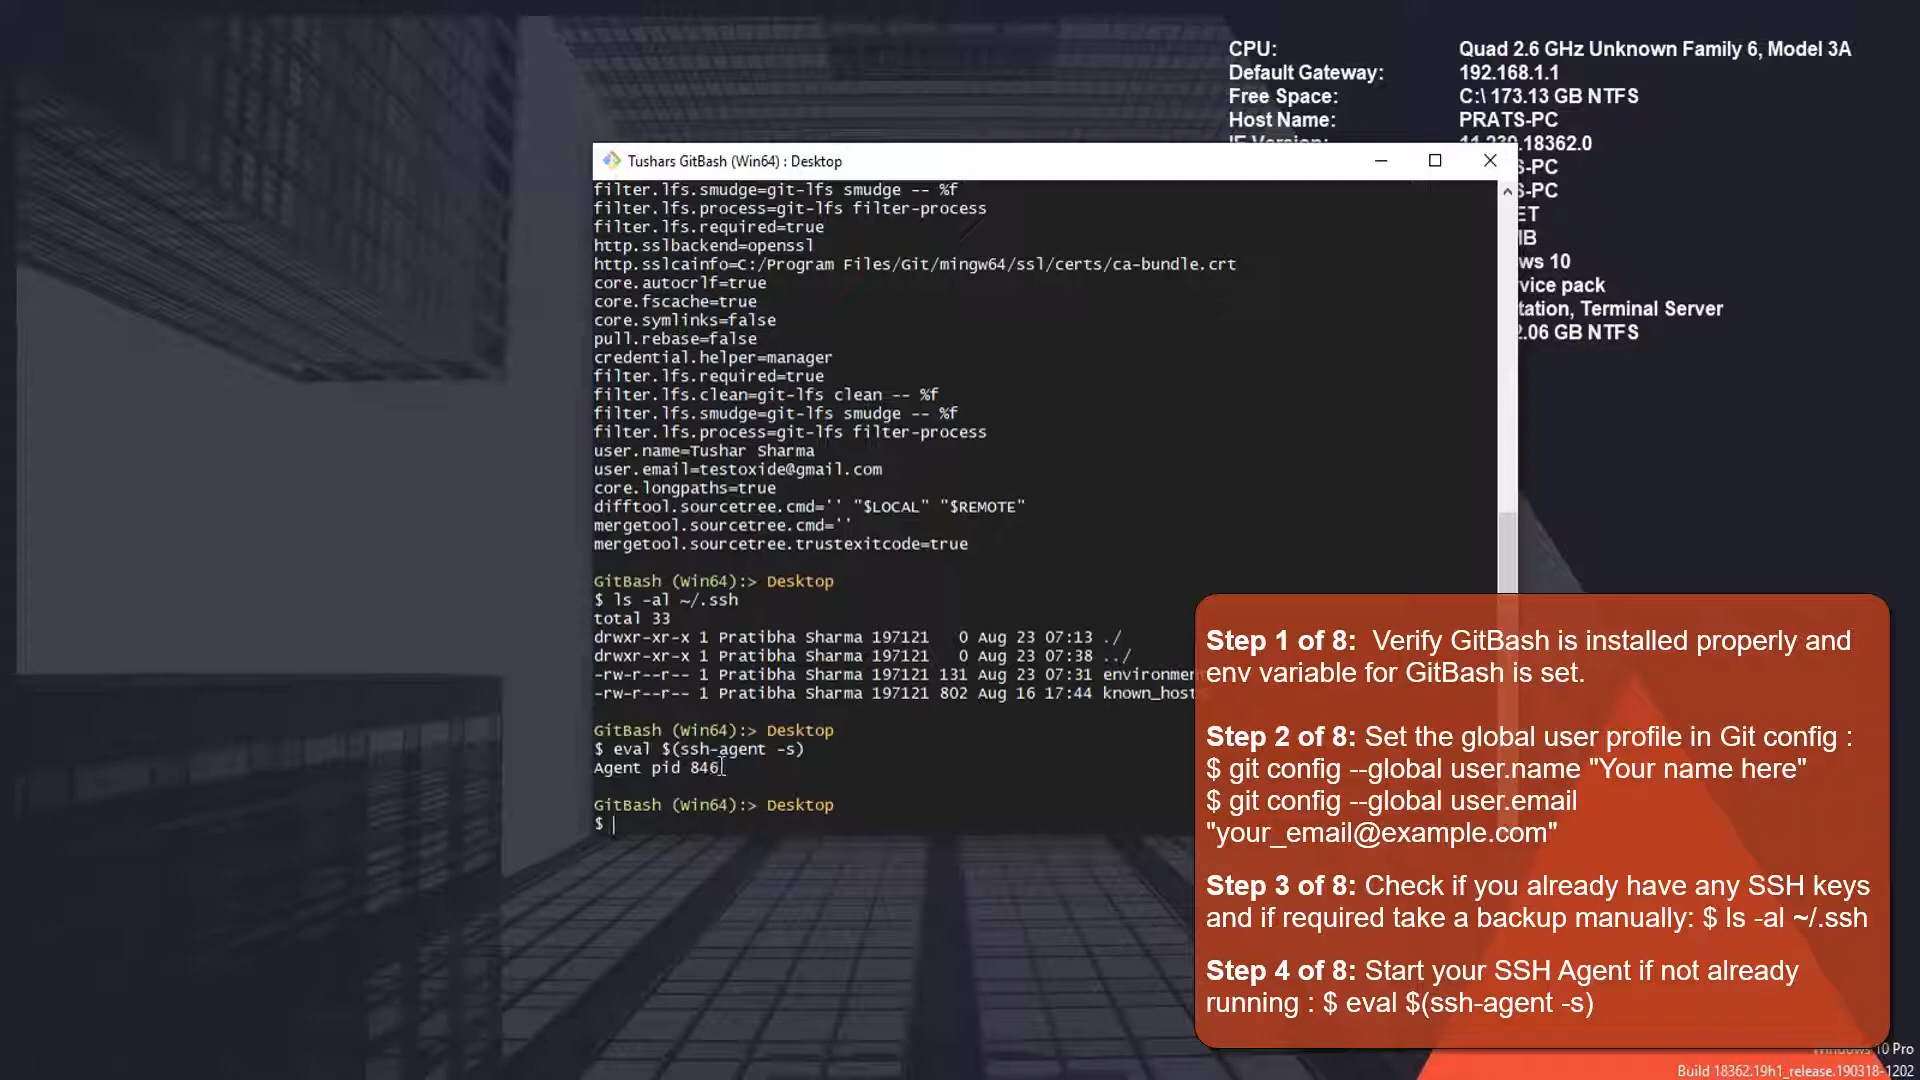 CPU: Quad 2.6 GHz Unknown Family 6, Model 3A
Default Gateway: 192.168.1.1
Free Space: C:\ 173.13 GB NTFS
Host Name: PRATS-PC
18362.0
S-PC
S-PC
ET
MB
ws 10
vice pack
tation, Terminal Server
2.06 GB NTFS
Tushars GitBash (Win64) : Desktop
filter.lfs.smudge=git-lfs smudge -- %f
filter.lfs.process=git-lfs filter-process
filter.lfs.required=true
http.sslbackend=openssl
http.sslcainfo=C:/Program Files/Git/mingw64/ssl/certs/ca-bundle.crt
core.autocrlf=true
core.fscache=true
core.symlinks=false
pull.rebase=false
credential.helper=manager
filter.lfs.required=true
filter.lfs.clean=git-lfs clean -- %f
filter.lfs.smudge=git-lfs smudge -- %f
filter.lfs.process=git-lfs filter-process
user.name=Tushar Sharma
user.email=testoxide@gmail.com
core.longpaths=true
difftool.sourcetree.cmd='' "$LOCAL" "$REMOTE"
mergetool.sourcetree.cmd=''
mergetool.sourcetree.trustexitcode=true
GitBash (Win64):> Desktop
$ ls -al ~/.ssh
total 33
drwxr-xr-x 1 Pratibha Sharma 197121 0 Aug 23 07:13 ./
drwxr-xr-x 1 Pratibha Sharma 197121 0 Aug 23 07:38 ../
-rw-r--r-- 1 Pratibha Sharma 197121 131 Aug 23 07:31 environmen
-rw-r--r-- 1 Pratibha Sharma 197121 802 Aug 16 17:44 known_hosts
GitBash (Win64):> Desktop
$ eval $(ssh-agent -s)
Agent pid 846
GitBash (Win64):> Desktop
$
Step 1 of 8: Verify GitBash is installed properly and
env variable for GitBash is set.
Step 2 of 8: Set the global user profile in Git config :
$ git config --global user.name "Your name here"
$ git config --global user.email
"your_email@example.com"
Step 3 of 8: Check if you already have any SSH keys
and if required take a backup manually: $ ls -al ~/.ssh
Step 4 of 8: Start your SSH Agent if not already
running : $ eval $(ssh-agent -s)
Windows 10 Pro
Build 18362.19h1_release.190318-1202